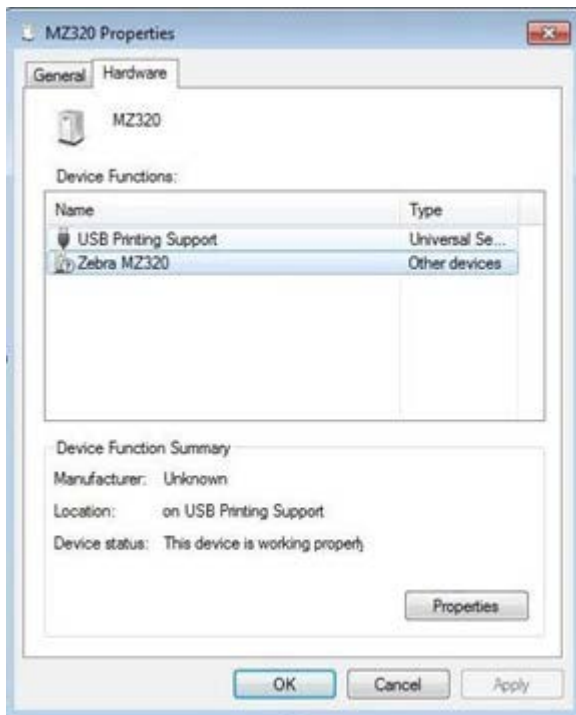 MZ320 Properties
General Hardware
MZ320
Device Functions:
Name Type
USB Printing Support Universal Se...
Zebra MZ320 Other devices
Device Function Summary
Manufacturer: Unknown
Location: on USB Printing Support
Device status: This device is working properly
Properties
OK Cancel Apply